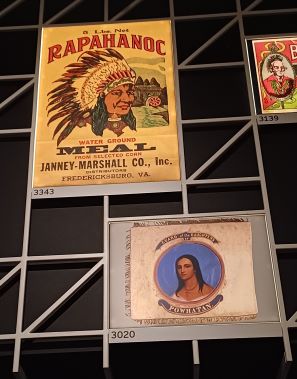 5 Lbs. Net
RAPAHANOC
WATER GROUND
MEAL
FROM SELECTED CORN
JANNEY-MARSHALL CO., Inc.
DISTRIBUTORS
FREDERICKSBURG, VA.
3343
3139
POWHATAN
3020